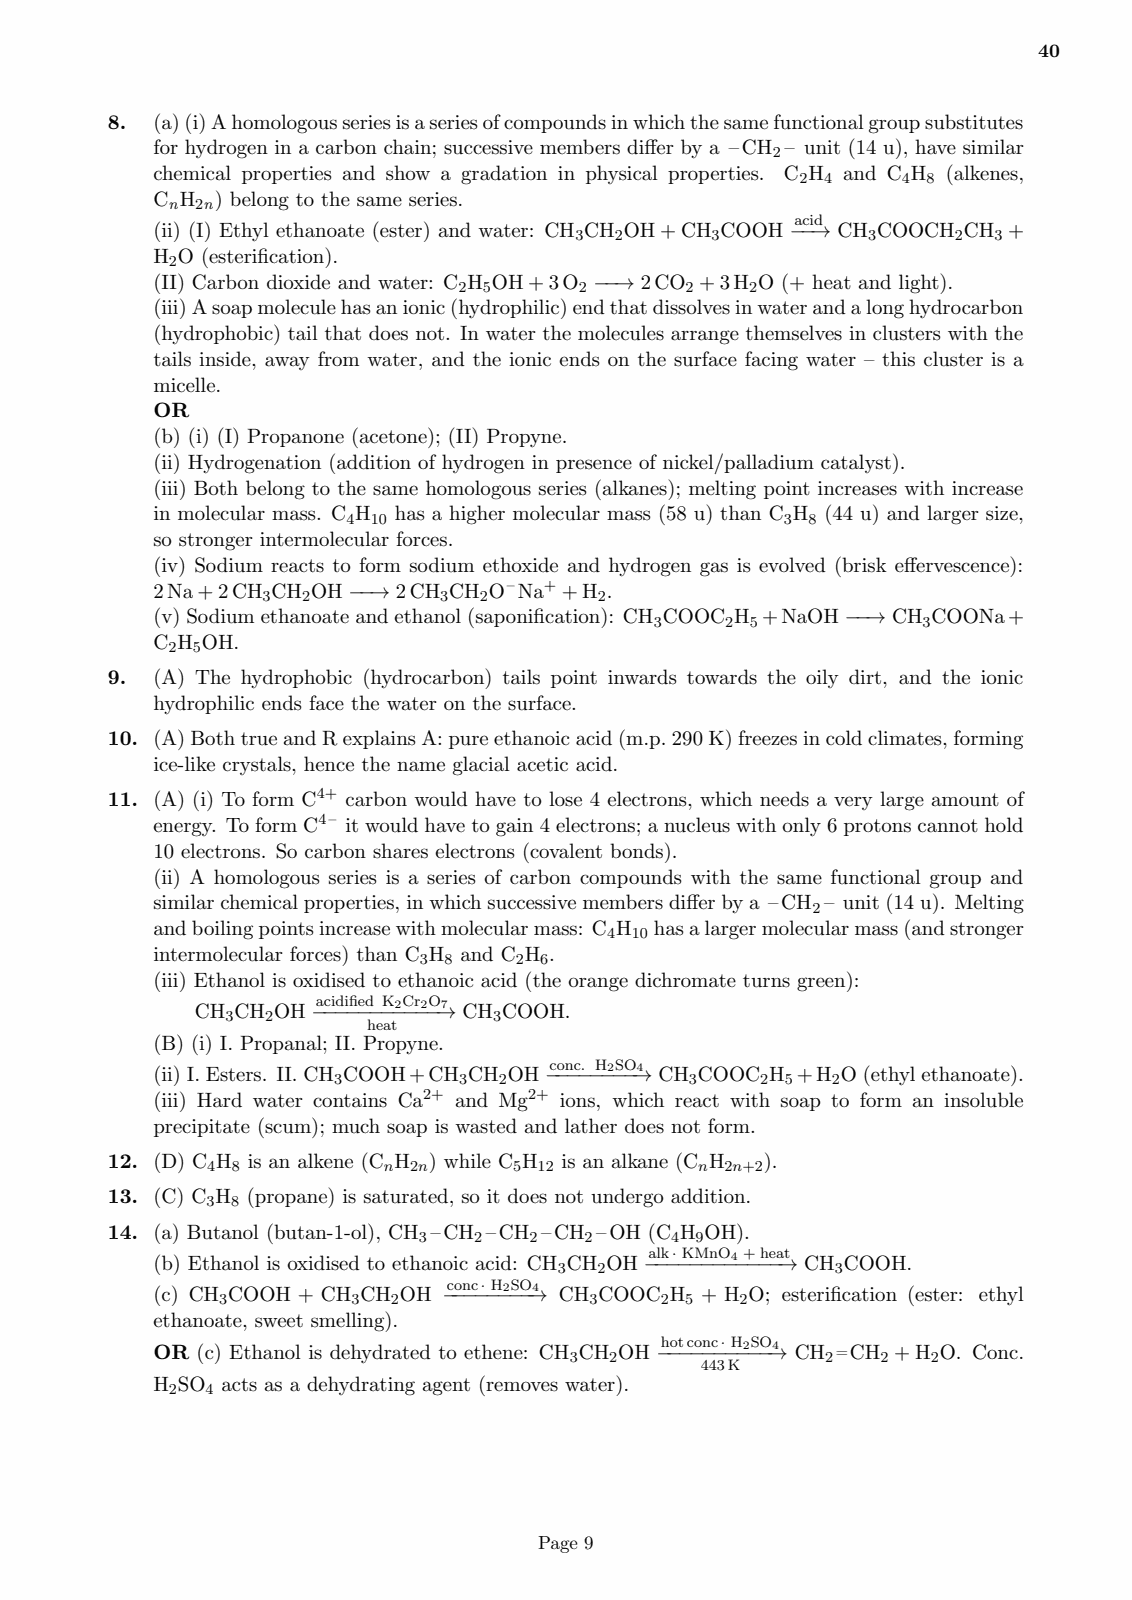 40
8. (a) (i) A homologous series is a series of compounds in which the same functional group substitutes
for hydrogen in a carbon chain; successive members differ by a –CH₂– unit (14 u), have similar
chemical properties and show a gradation in physical properties. C₂H₄ and C₄H₈ (alkenes,
CₙH₂ₙ) belong to the same series.
(ii) (I) Ethyl ethanoate (ester) and water: CH₃CH₂OH + CH₃COOH —acid→ CH₃COOCH₂CH₃ +
H₂O (esterification).
(II) Carbon dioxide and water: C₂H₅OH + 3 O₂ ⟶ 2 CO₂ + 3 H₂O (+ heat and light).
(iii) A soap molecule has an ionic (hydrophilic) end that dissolves in water and a long hydrocarbon
(hydrophobic) tail that does not. In water the molecules arrange themselves in clusters with the
tails inside, away from water, and the ionic ends on the surface facing water – this cluster is a
micelle.
OR
(b) (i) (I) Propanone (acetone); (II) Propyne.
(ii) Hydrogenation (addition of hydrogen in presence of nickel/palladium catalyst).
(iii) Both belong to the same homologous series (alkanes); melting point increases with increase
in molecular mass. C₄H₁₀ has a higher molecular mass (58 u) than C₃H₈ (44 u) and larger size,
so stronger intermolecular forces.
(iv) Sodium reacts to form sodium ethoxide and hydrogen gas is evolved (brisk effervescence):
2 Na + 2 CH₃CH₂OH ⟶ 2 CH₃CH₂O⁻Na⁺ + H₂.
(v) Sodium ethanoate and ethanol (saponification): CH₃COOC₂H₅ + NaOH ⟶ CH₃COONa +
C₂H₅OH.
9. (A) The hydrophobic (hydrocarbon) tails point inwards towards the oily dirt, and the ionic
hydrophilic ends face the water on the surface.
10. (A) Both true and R explains A: pure ethanoic acid (m.p. 290 K) freezes in cold climates, forming
ice-like crystals, hence the name glacial acetic acid.
11. (A) (i) To form C⁴⁺ carbon would have to lose 4 electrons, which needs a very large amount of
energy. To form C⁴⁻ it would have to gain 4 electrons; a nucleus with only 6 protons cannot hold
10 electrons. So carbon shares electrons (covalent bonds).
(ii) A homologous series is a series of carbon compounds with the same functional group and
similar chemical properties, in which successive members differ by a –CH₂– unit (14 u). Melting
and boiling points increase with molecular mass: C₄H₁₀ has a larger molecular mass (and stronger
intermolecular forces) than C₃H₈ and C₂H₆.
(iii) Ethanol is oxidised to ethanoic acid (the orange dichromate turns green):
CH₃CH₂OH —acidified K₂Cr₂O₇ / heat→ CH₃COOH.
(B) (i) I. Propanal; II. Propyne.
(ii) I. Esters. II. CH₃COOH + CH₃CH₂OH —conc. H₂SO₄→ CH₃COOC₂H₅ + H₂O (ethyl ethanoate).
(iii) Hard water contains Ca²⁺ and Mg²⁺ ions, which react with soap to form an insoluble
precipitate (scum); much soap is wasted and lather does not form.
12. (D) C₄H₈ is an alkene (CₙH₂ₙ) while C₅H₁₂ is an alkane (CₙH₂ₙ₊₂).
13. (C) C₃H₈ (propane) is saturated, so it does not undergo addition.
14. (a) Butanol (butan-1-ol), CH₃–CH₂–CH₂–CH₂–OH (C₄H₉OH).
(b) Ethanol is oxidised to ethanoic acid: CH₃CH₂OH —alk· KMnO₄ + heat→ CH₃COOH.
(c) CH₃COOH + CH₃CH₂OH —conc· H₂SO₄→ CH₃COOC₂H₅ + H₂O; esterification (ester: ethyl
ethanoate, sweet smelling).
OR (c) Ethanol is dehydrated to ethene: CH₃CH₂OH —hot conc· H₂SO₄ / 443 K→ CH₂=CH₂ + H₂O. Conc.
H₂SO₄ acts as a dehydrating agent (removes water).
Page 9